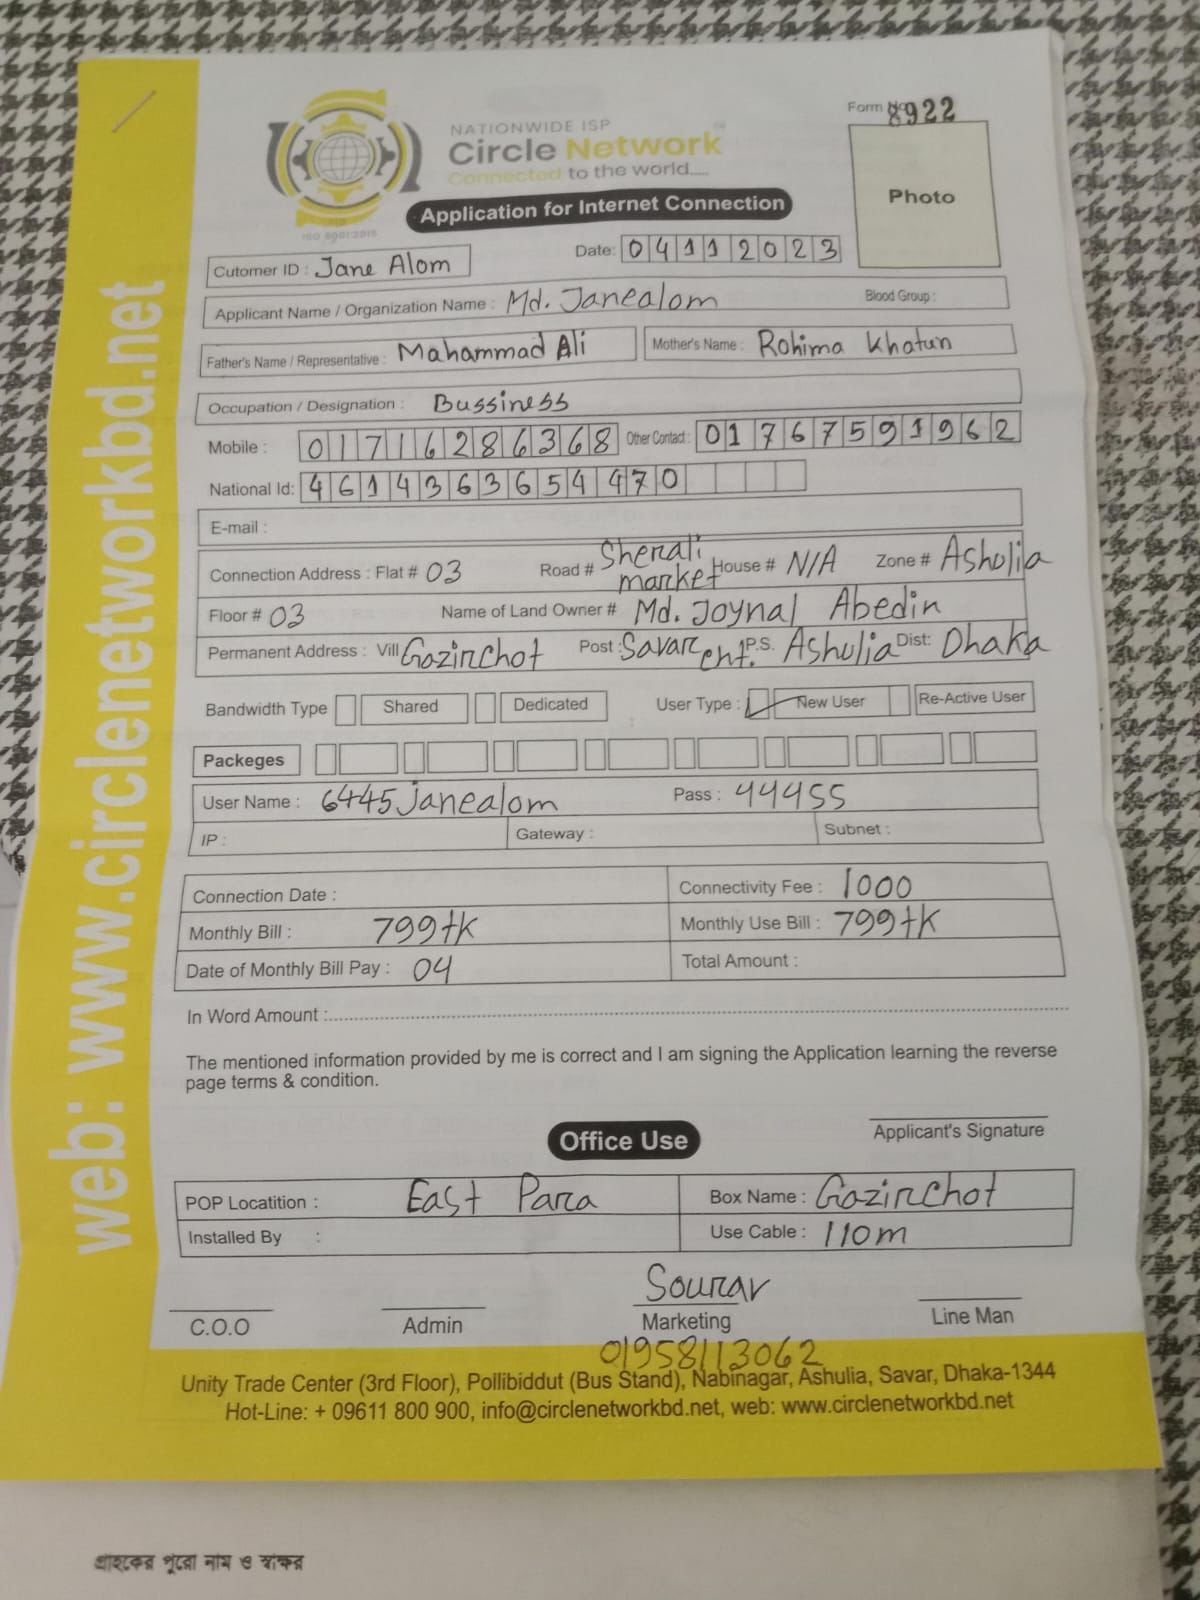 web: www.circlenetworkbd.net
Form No 8922
NATIONWIDE ISP
Circle Network
Connected to the world.....
ISO 9001:2015
Photo
Application for Internet Connection
Date: 04112023
Cutomer ID : Jane Alom
Applicant Name / Organization Name : Md. Janealom Blood Group :
Father's Name / Representative : Mahammad Ali Mother's Name : Rohima Khatun
Occupation / Designation : Bussiness
Mobile : 01716286368 Other Contact : 01767591962
National Id: 4614363654470
E-mail :
Connection Address : Flat # 03 Road # Sherali market House # N/A Zone # Ashulia
Floor # 03 Name of Land Owner # Md. Joynal Abedin
Permanent Address : Vill Gazirchot Post : Savar cnt. P.S. Ashulia Dist: Dhaka
Bandwidth Type Shared Dedicated User Type : New User Re-Active User
Packeges
User Name : 6445janealom Pass : 44455
IP : Gateway : Subnet :
Connection Date : Connectivity Fee : 1000
Monthly Bill : 799tk Monthly Use Bill : 799tk
Date of Monthly Bill Pay : 04 Total Amount :
In Word Amount :
The mentioned information provided by me is correct and I am signing the Application learning the reverse
page terms & condition.
Applicant's Signature
Office Use
POP Locatition : East Para Box Name : Gazirchot
Installed By : Use Cable : 110m
Sourav
C.O.O Admin Marketing Line Man
01958113062
Unity Trade Center (3rd Floor), Pollibiddut (Bus Stand), Nabinagar, Ashulia, Savar, Dhaka-1344
Hot-Line: + 09611 800 900, info@circlenetworkbd.net, web: www.circlenetworkbd.net
গ্রাহকের পুরো নাম ও স্বাক্ষর